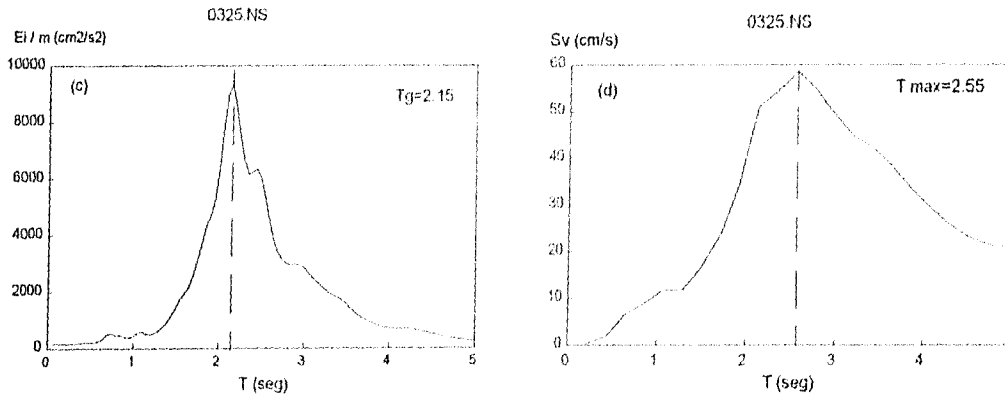 0325.NS
Ei / m (cm2/s2)
10000
8000
6000
4000
2000
0
(c)
Tg=2.15
0 1 2 3 4 5
T (seg)
0325.NS
Sv (cm/s)
60
50
40
30
20
10
0
(d)
T max=2.55
0 1 2 3 4
T (seg)